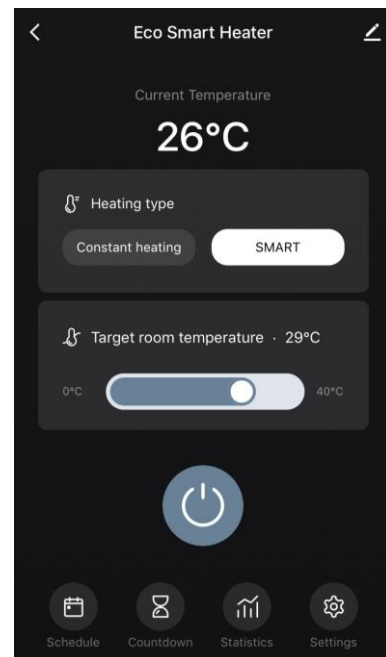 Eco Smart Heater
Current Temperature
26°C
Heating type
Constant heating SMART
Target room temperature · 29°C
0°C 40°C
Schedule Countdown Statistics Settings